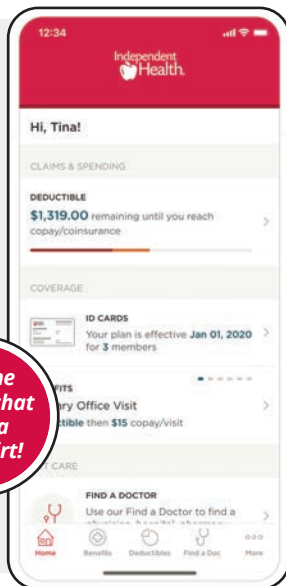 12:34
Independent
Health.
Hi, Tina!
CLAIMS & SPENDING
DEDUCTIBLE
$1,319.00 remaining until you reach
copay/coinsurance
COVERAGE
ID CARDS
Your plan is effective Jan 01, 2020
for 3 members
Office Visit
then $15 copay/visit
that
a
CARE
FIND A DOCTOR
Use our Find a Doctor to find a
Home
Benefits
Deductibles
Find a Doc
More